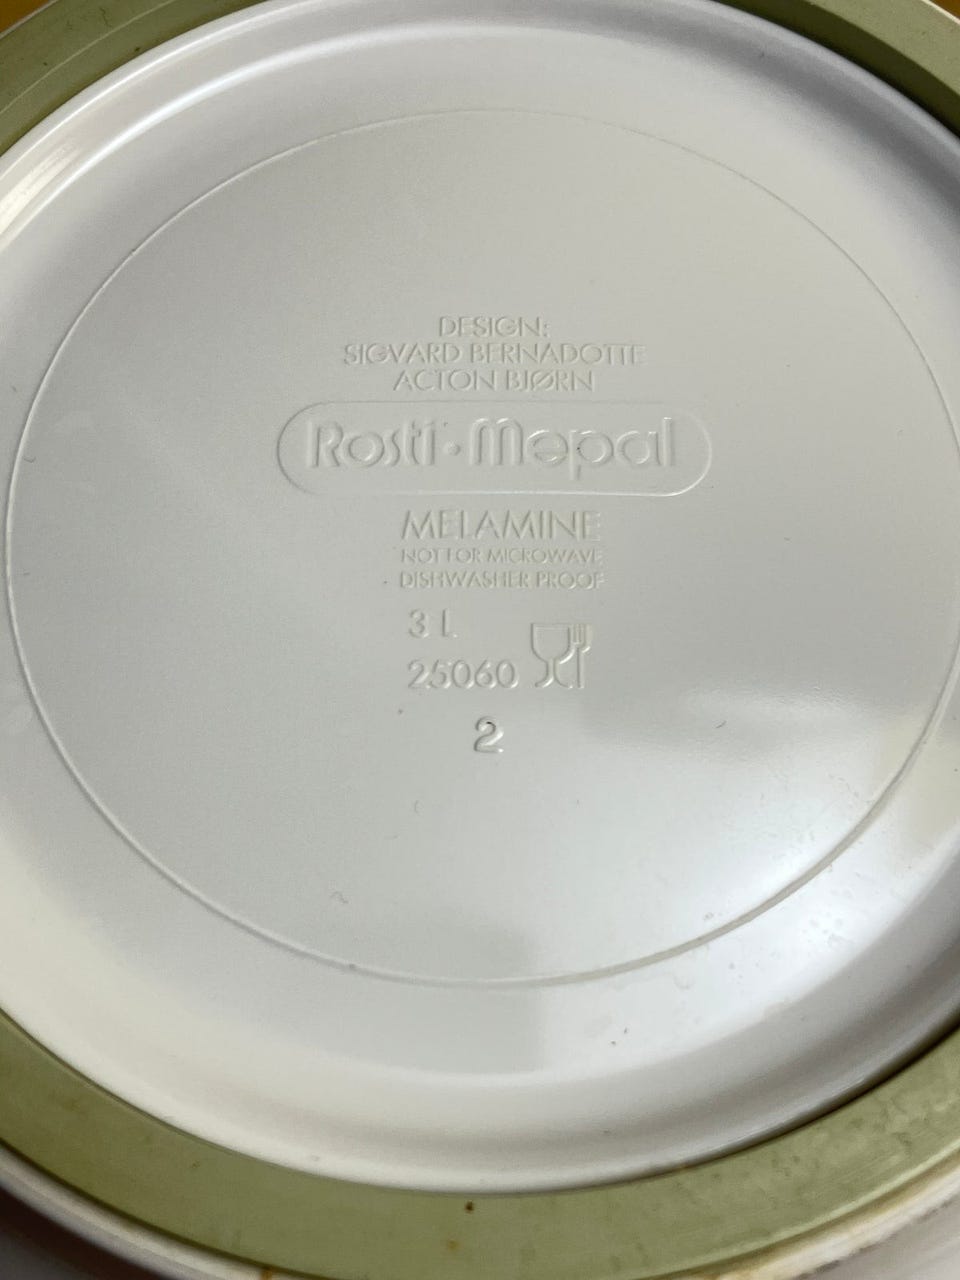 DESIGN:
SIGVARD BERNADOTTE
ACTON BJØRN
Rosti·Mepal
MELAMINE
NOT FOR MICROWAVE
DISHWASHER PROOF
3 L
25060
2